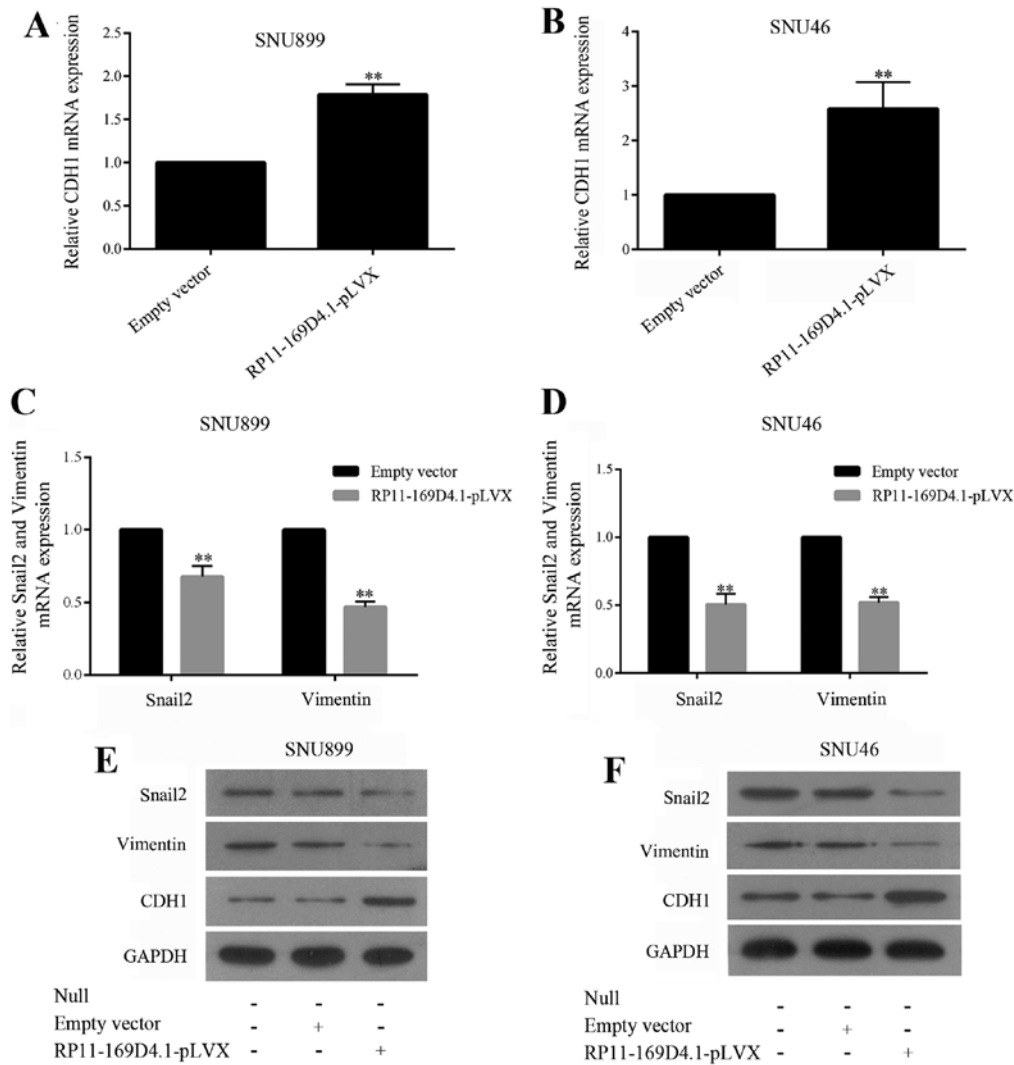 A
SNU899
Relative CDH1 mRNA expression
2.5
2.0
**
1.5
1.0
0.5
0.0
Empty vector
RP11-169D4.1-pLVX
B
SNU46
Relative CDH1 mRNA expression
4
**
3
2
1
0
Empty vector
RP11-169D4.1-pLVX
C
SNU899
Relative Snail2 and Vimentin
mRNA expression
1.5
1.0
0.5
0.0
Empty vector
RP11-169D4.1-pLVX
**
**
Snail2
Vimentin
D
SNU46
Relative Snail2 and Vimentin
mRNA expression
1.5
1.0
0.5
0.0
Empty vector
RP11-169D4.1-pLVX
**
**
Snail2
Vimentin
E
SNU899
Snail2
Vimentin
CDH1
GAPDH
Null - - -
Empty vector - + -
RP11-169D4.1-pLVX - - +
F
SNU46
Snail2
Vimentin
CDH1
GAPDH
Null - - -
Empty vector - + -
RP11-169D4.1-pLVX - - +